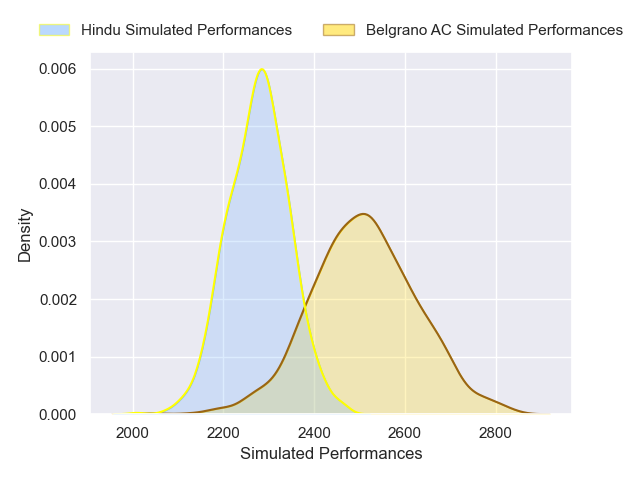 Hindu Simulated Performances
Belgrano AC Simulated Performances
0.006
0.005
0.004
0.003
0.002
0.001
0.000
Density
2000 2200 2400 2600 2800
Simulated Performances